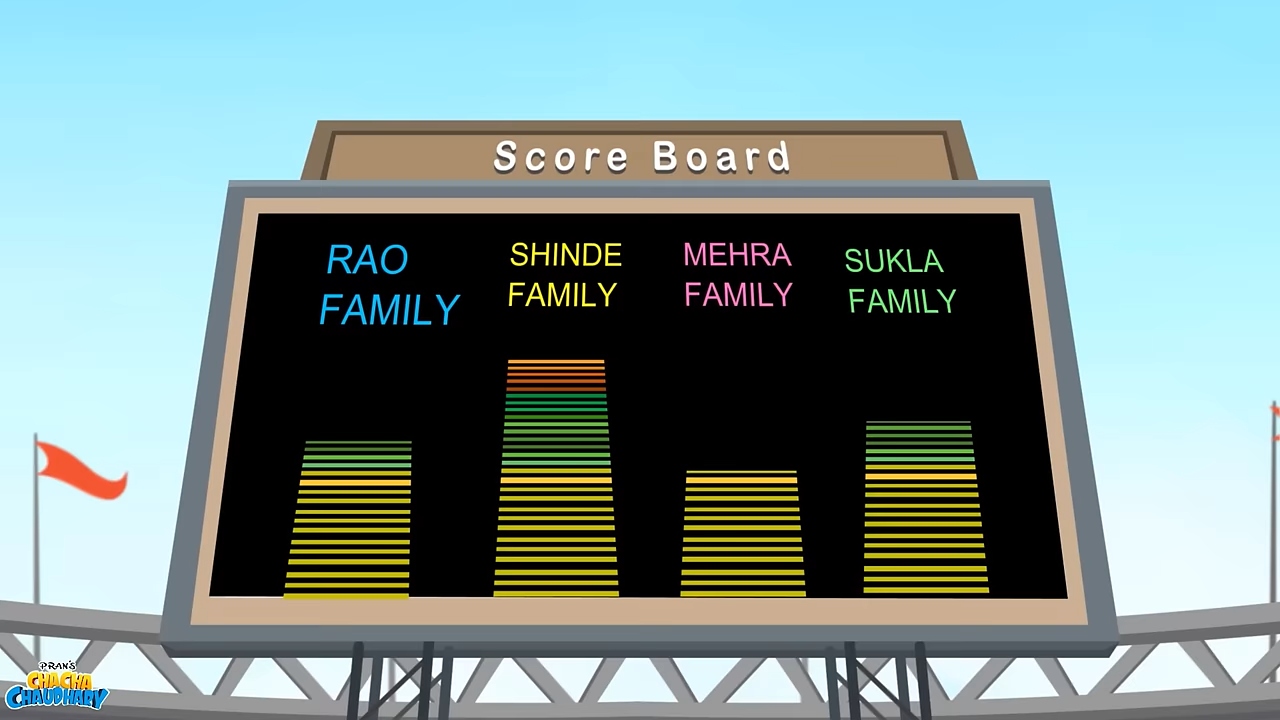 Score Board
RAO
FAMILY
SHINDE
FAMILY
MEHRA
FAMILY
SUKLA
FAMILY
PRAN'S
CHACHA
CHAUDHARY